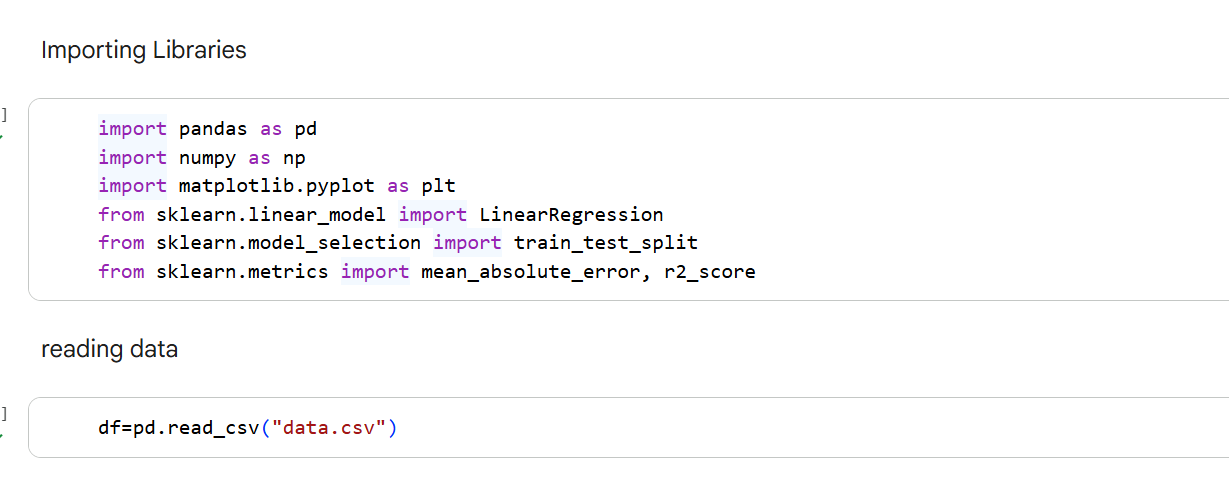 Importing Libraries
]
import pandas as pd
import numpy as np
import matplotlib.pyplot as plt
from sklearn.linear_model import LinearRegression
from sklearn.model_selection import train_test_split
from sklearn.metrics import mean_absolute_error, r2_score
reading data
]
df=pd.read_csv("data.csv")